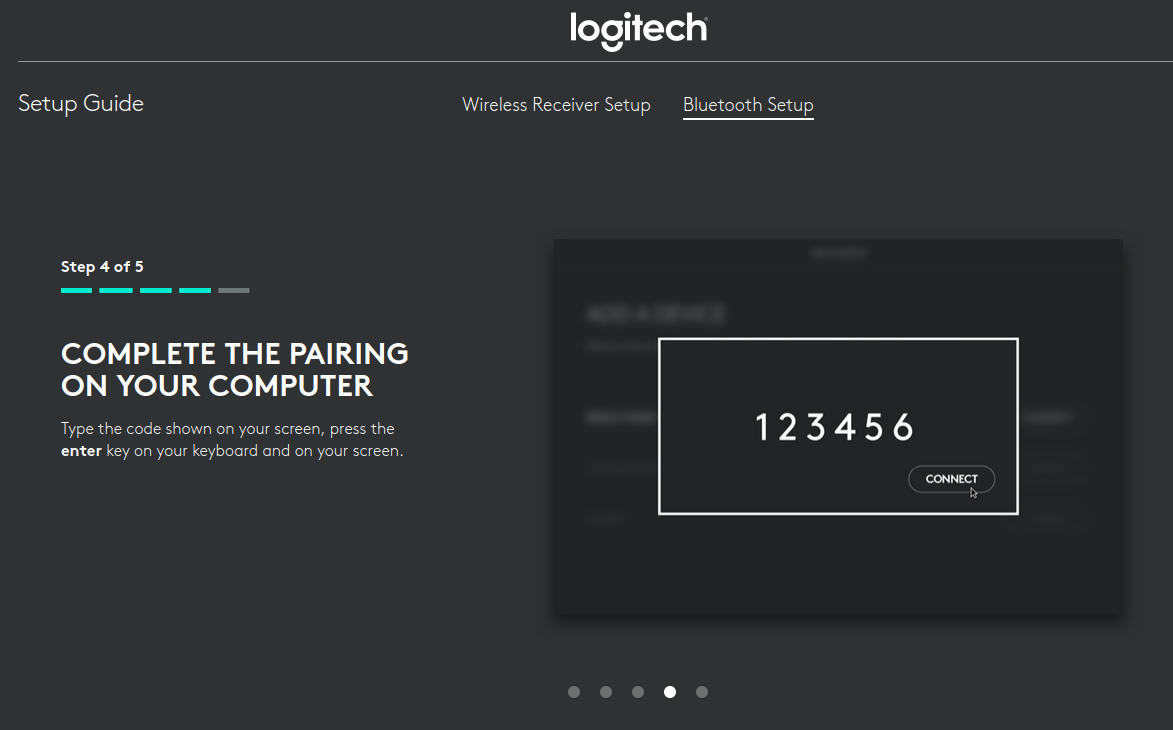 logitech
Setup Guide
Wireless Receiver Setup
Bluetooth Setup
Step 4 of 5
COMPLETE THE PAIRING
ON YOUR COMPUTER
Type the code shown on your screen, press the
enter key on your keyboard and on your screen.
ADD A DEVICE
123456
CONNECT